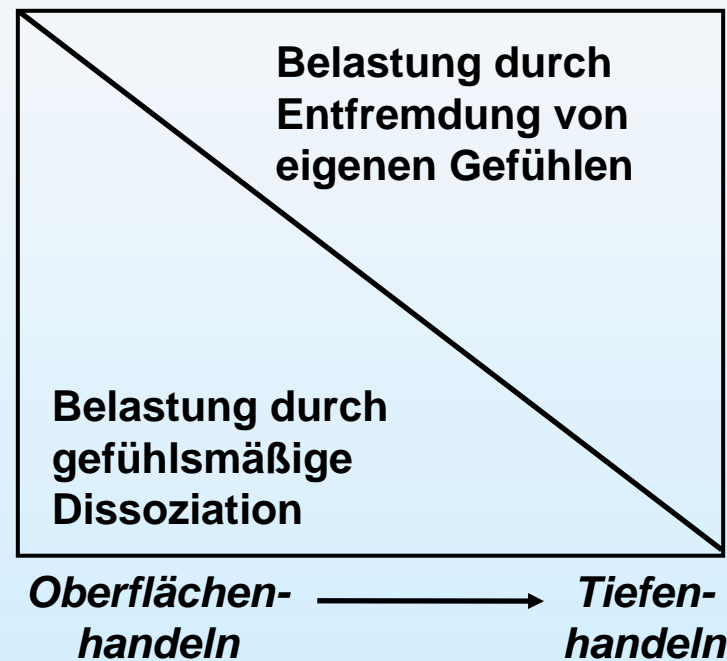 Belastung durch
Entfremdung von
eigenen Gefühlen
Belastung durch
gefühlsmäßige
Dissoziation
Oberflächen-
handeln
Tiefen-
handeln